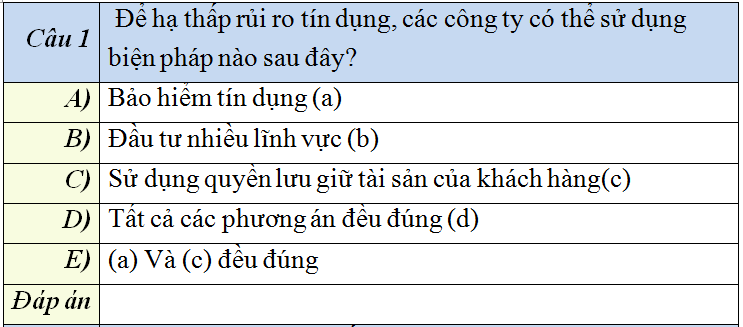 Câu 1 Để hạ thấp rủi ro tín dụng, các công ty có thể sử dụng
biện pháp nào sau đây?
A) Bảo hiểm tín dụng (a)
B) Đầu tư nhiều lĩnh vực (b)
C) Sử dụng quyền lưu giữ tài sản của khách hàng(c)
D) Tất cả các phương án đều đúng (d)
E) (a) Và (c) đều đúng
Đáp án